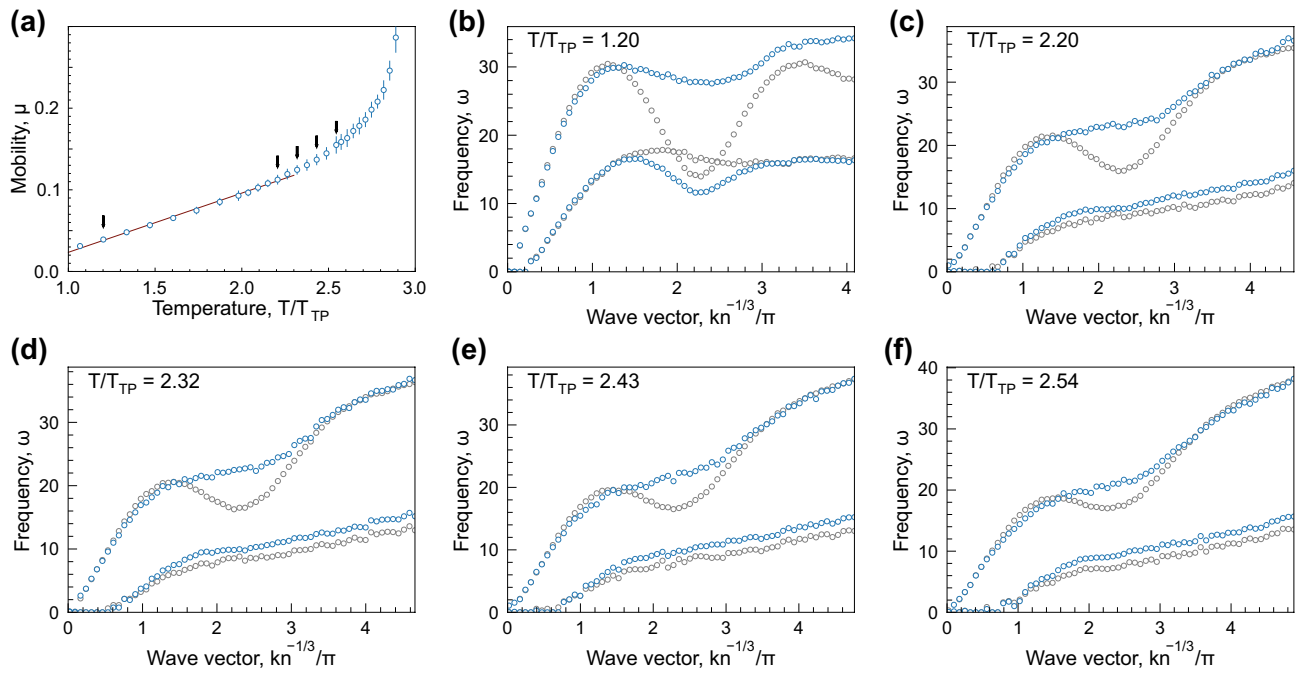 (a)
Mobility, μ
0.2
0.1
0.0
1.0 1.5 2.0 2.5 3.0
Temperature, T/T_TP
(b)
T/T_TP = 1.20
Frequency, ω
30
20
10
0
0 1 2 3 4
Wave vector, kn^−1/3/π
(c)
T/T_TP = 2.20
Frequency, ω
30
20
10
0
0 1 2 3 4
Wave vector, kn^−1/3/π
(d)
T/T_TP = 2.32
Frequency, ω
30
20
10
0
0 1 2 3 4
Wave vector, kn^−1/3/π
(e)
T/T_TP = 2.43
Frequency, ω
30
20
10
0
0 1 2 3 4
Wave vector, kn^−1/3/π
(f)
T/T_TP = 2.54
Frequency, ω
40
30
20
10
0
0 1 2 3 4
Wave vector, kn^−1/3/π